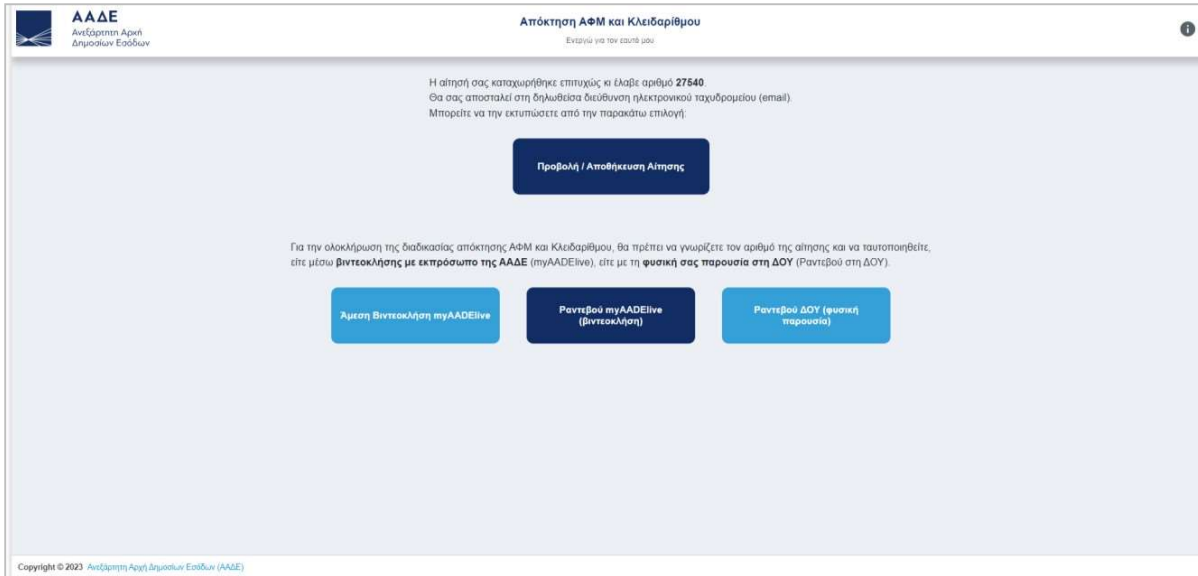 ΑΑΔΕ
Ανεξάρτητη Αρχή
Δημοσίων Εσόδων
Απόκτηση ΑΦΜ και Κλειδαρίθμου
Ενεργώ για τον εαυτό μου
Η αίτησή σας καταχωρήθηκε επιτυχώς κι έλαβε αριθμό 27540.
Θα σας αποσταλεί στη δηλωθείσα διεύθυνση ηλεκτρονικού ταχυδρομείου (email).
Μπορείτε να την εκτυπώσετε από την παρακάτω επιλογή:
Προβολή / Αποθήκευση Αίτησης
Για την ολοκλήρωση της διαδικασίας απόκτησης ΑΦΜ και Κλειδαρίθμου, θα πρέπει να γνωρίζετε τον αριθμό της αίτησης και να ταυτοποιηθείτε,
είτε μέσω βιντεοκλήσης με εκπρόσωπο της ΑΑΔΕ (myAADElive), είτε με τη φυσική σας παρουσία στη ΔΟΥ (Ραντεβού στη ΔΟΥ).
Άμεση Βιντεοκλήση myAADElive
Ραντεβού myAADElive
(βιντεοκλήση)
Ραντεβού ΔΟΥ (φυσική
παρουσία)
Copyright © 2023 Ανεξάρτητη Αρχή Δημοσίων Εσόδων (ΑΑΔΕ)